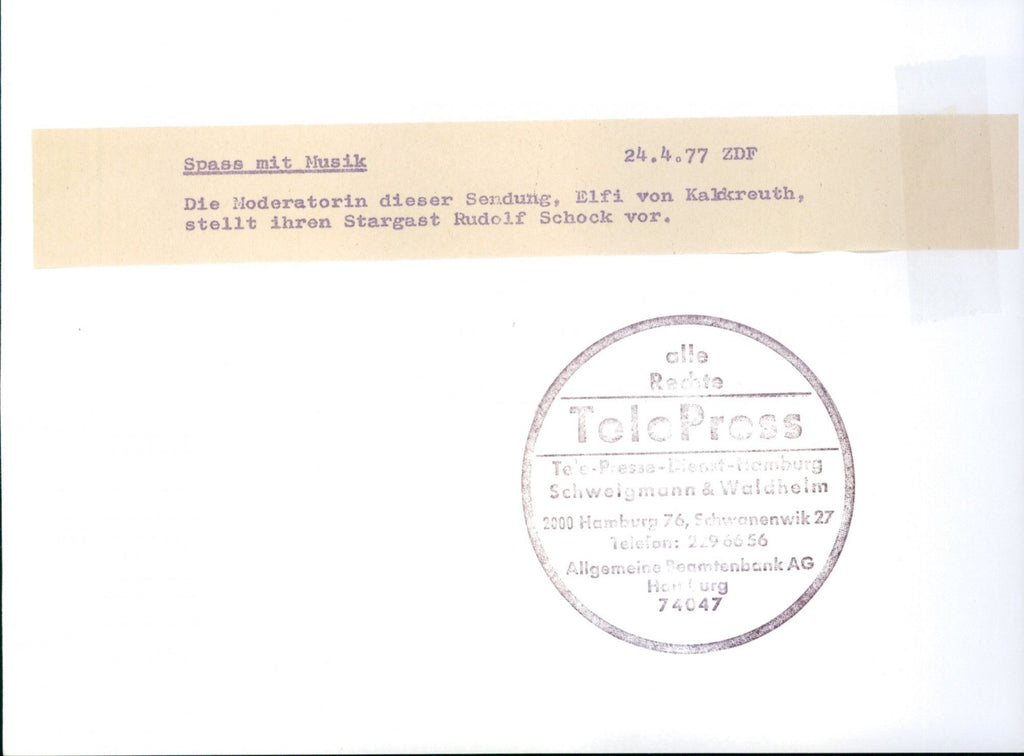 Spass mit Musik 24.4.77 ZDF
Die Moderatorin dieser Sendung, Elfi von Kalkreuth,
stellt ihren Stargast Rudolf Schock vor.
alle
Rechte
TelePress
Tele-Presse-Dienst-Hamburg
Schweigmann & Waldhelm
2000 Hamburg 76, Schwanenwik 27
Telefon: 229 66 56
Allgemeine Beamtenbank AG
Hamburg
74047